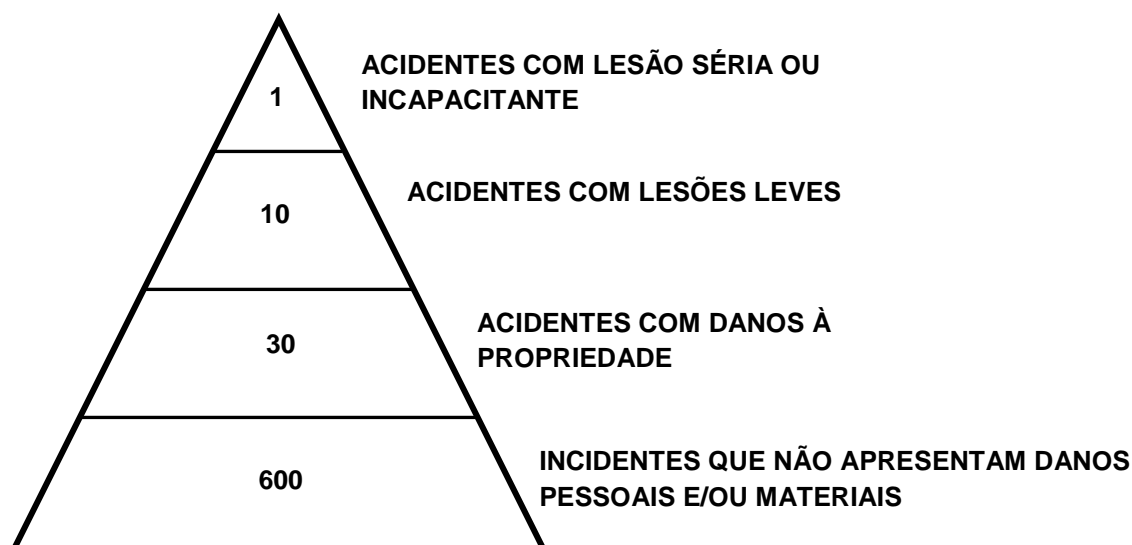 1
ACIDENTES COM LESÃO SÉRIA OU
INCAPACITANTE
10
ACIDENTES COM LESÕES LEVES
30
ACIDENTES COM DANOS À
PROPRIEDADE
600
INCIDENTES QUE NÃO APRESENTAM DANOS
PESSOAIS E/OU MATERIAIS